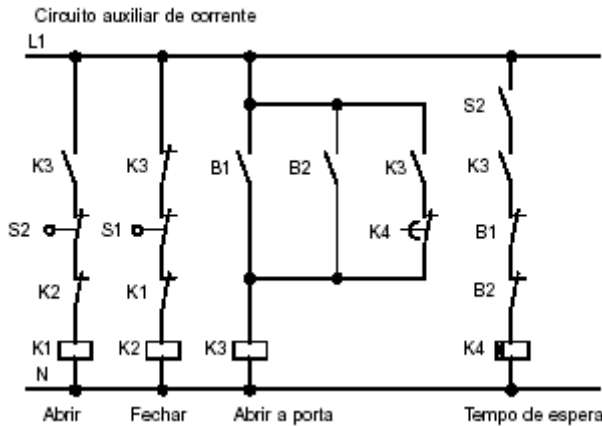 Circuito auxiliar de corrente
L1
S2
K3 K3 B1 B2 K3 K3
S2 S1 K4 B1
K2 K1 B2
K1 K2 K3 K4
N
Abrir Fechar Abrir a porta Tempo de espera